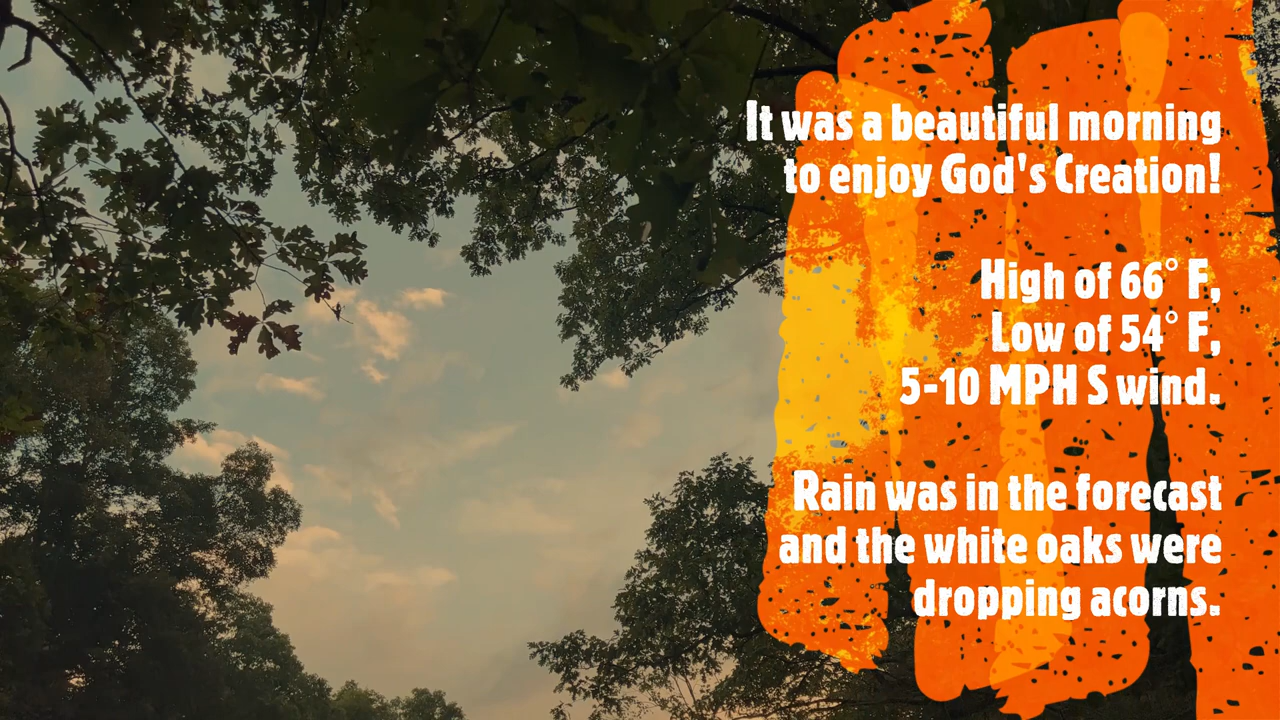 It was a beautiful morning
to enjoy God's Creation!
High of 66° F,
Low of 54° F,
5-10 MPH S wind.
Rain was in the forecast
and the white oaks were
dropping acorns.